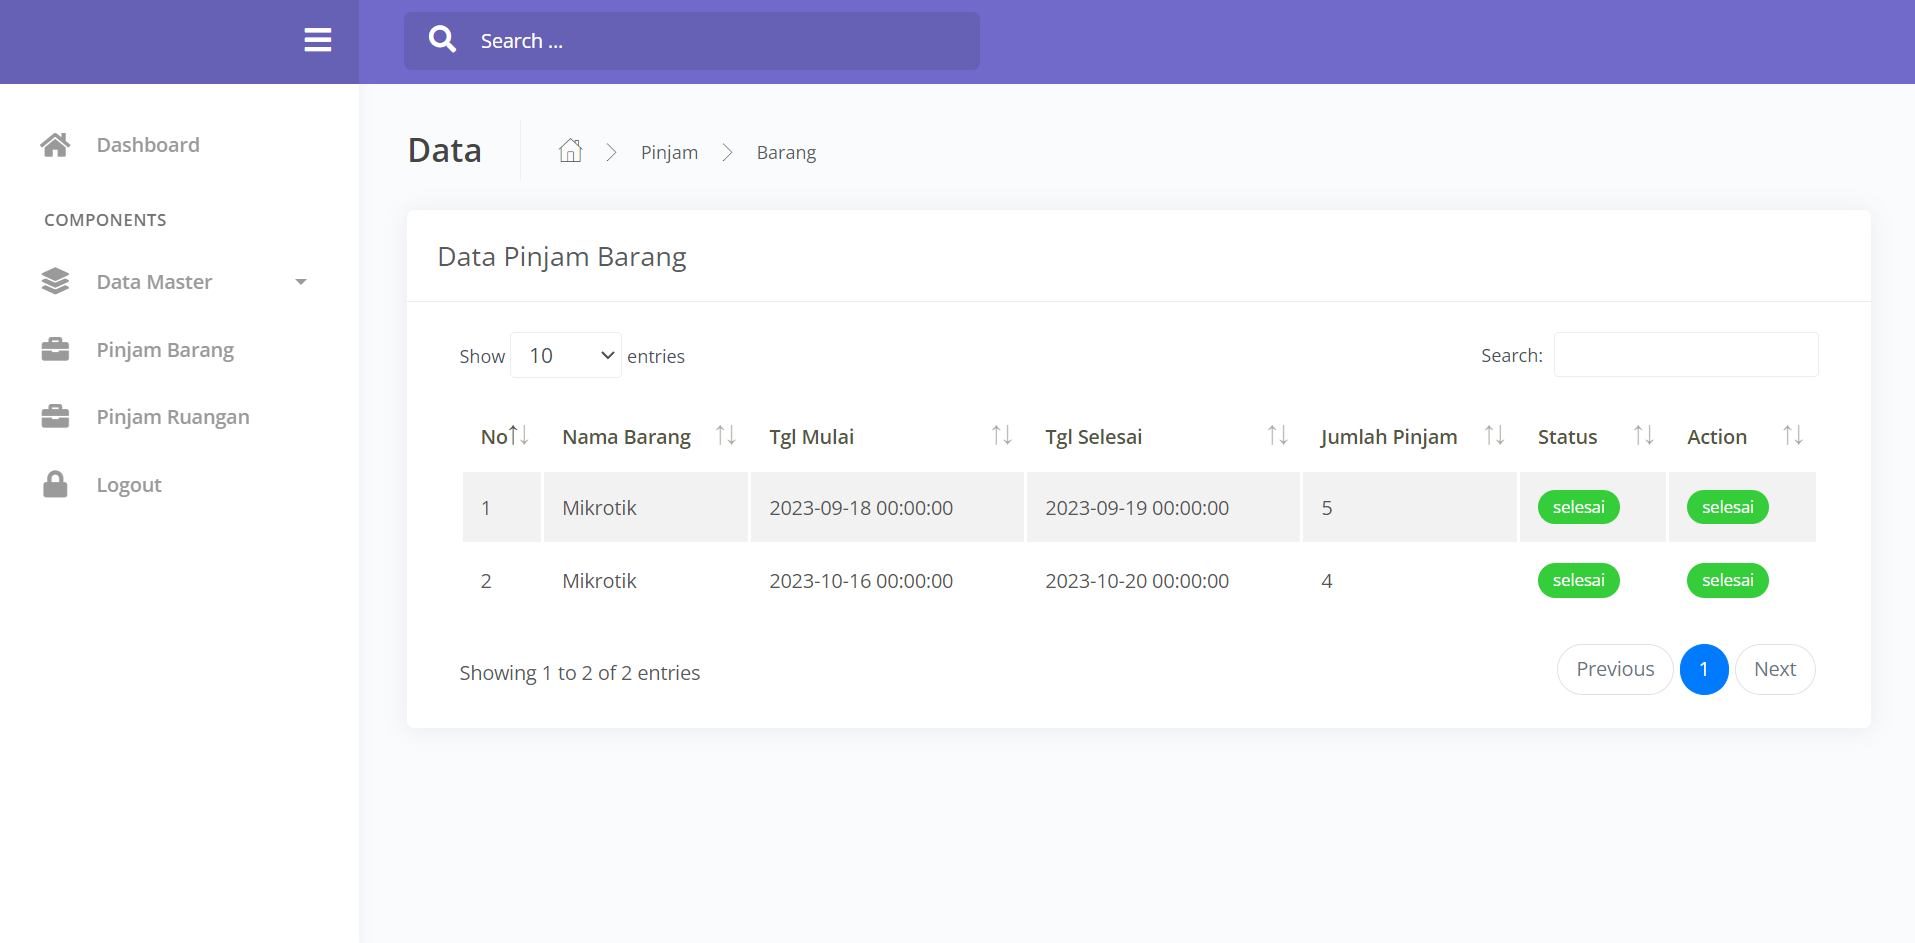 Search ...
Dashboard
COMPONENTS
Data Master
Pinjam Barang
Pinjam Ruangan
Logout
Data Pinjam Barang
Data Pinjam Barang
Show 10 entries Search:
No Nama Barang Tgl Mulai Tgl Selesai Jumlah Pinjam Status Action
1 Mikrotik 2023-09-18 00:00:00 2023-09-19 00:00:00 5 selesai selesai
2 Mikrotik 2023-10-16 00:00:00 2023-10-20 00:00:00 4 selesai selesai
Showing 1 to 2 of 2 entries Previous 1 Next